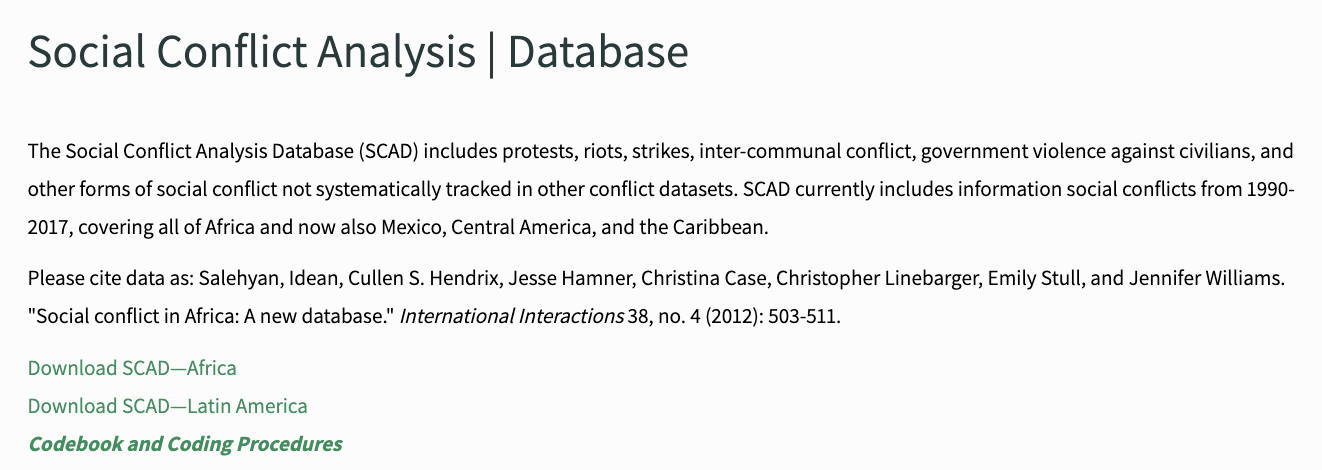 Social Conflict Analysis | Database
The Social Conflict Analysis Database (SCAD) includes protests, riots, strikes, inter-communal conflict, government violence against civilians, and
other forms of social conflict not systematically tracked in other conflict datasets. SCAD currently includes information social conflicts from 1990-
2017, covering all of Africa and now also Mexico, Central America, and the Caribbean.
Please cite data as: Salehyan, Idean, Cullen S. Hendrix, Jesse Hamner, Christina Case, Christopher Linebarger, Emily Stull, and Jennifer Williams.
"Social conflict in Africa: A new database." International Interactions 38, no. 4 (2012): 503-511.
Download SCAD—Africa
Download SCAD—Latin America
Codebook and Coding Procedures